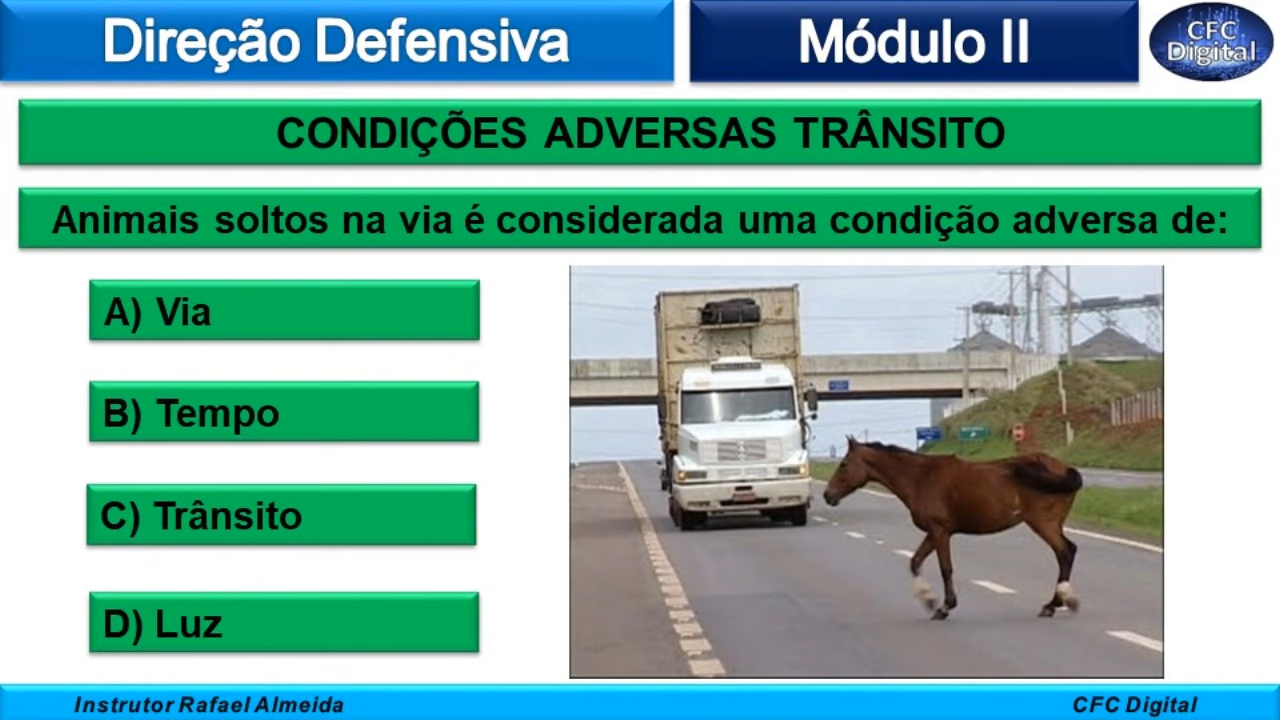 Direção Defensiva
Módulo II
CFC
Digital
CONDIÇÕES ADVERSAS TRÂNSITO
Animais soltos na via é considerada uma condição adversa de:
A) Via
B) Tempo
C) Trânsito
D) Luz
Instrutor Rafael Almeida
CFC Digital